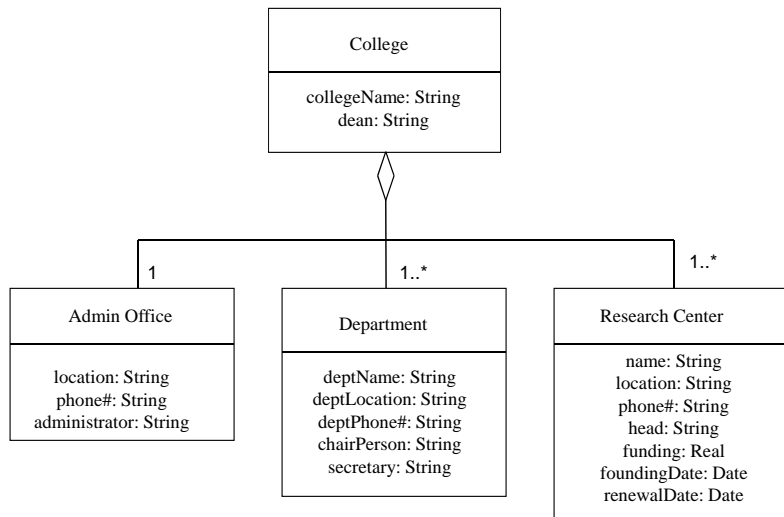 College
collegeName: String
dean: String
1
1..*
1..*
Admin Office
location: String
phone#: String
administrator: String
Department
deptName: String
deptLocation: String
deptPhone#: String
chairPerson: String
secretary: String
Research Center
name: String
location: String
phone#: String
head: String
funding: Real
foundingDate: Date
renewalDate: Date